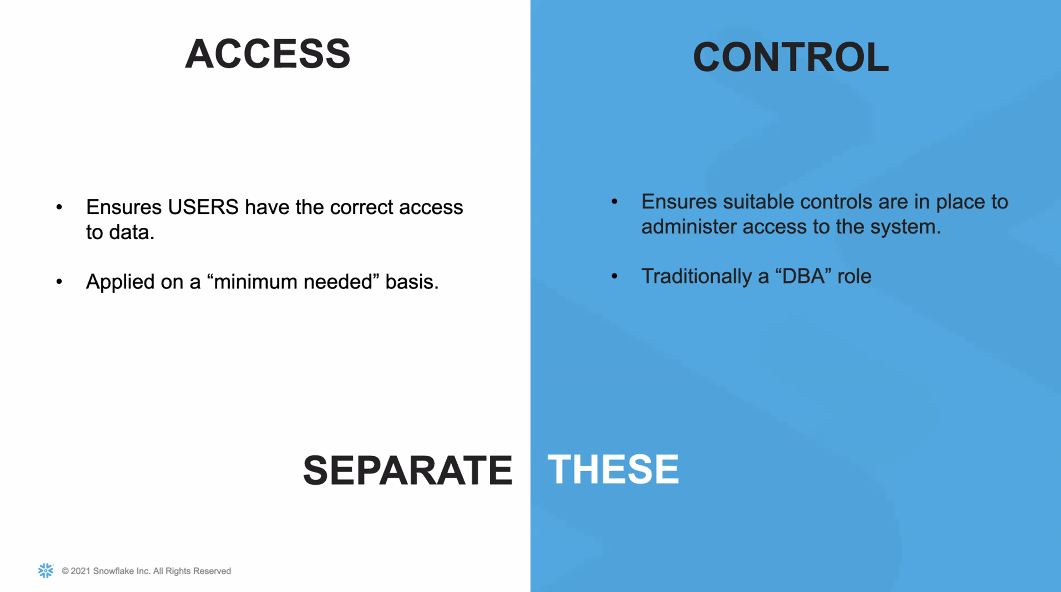 ACCESS
• Ensures USERS have the correct access
to data.
• Applied on a “minimum needed” basis.
CONTROL
• Ensures suitable controls are in place to
administer access to the system.
• Traditionally a “DBA” role
SEPARATE THESE
© 2021 Snowflake Inc. All Rights Reserved